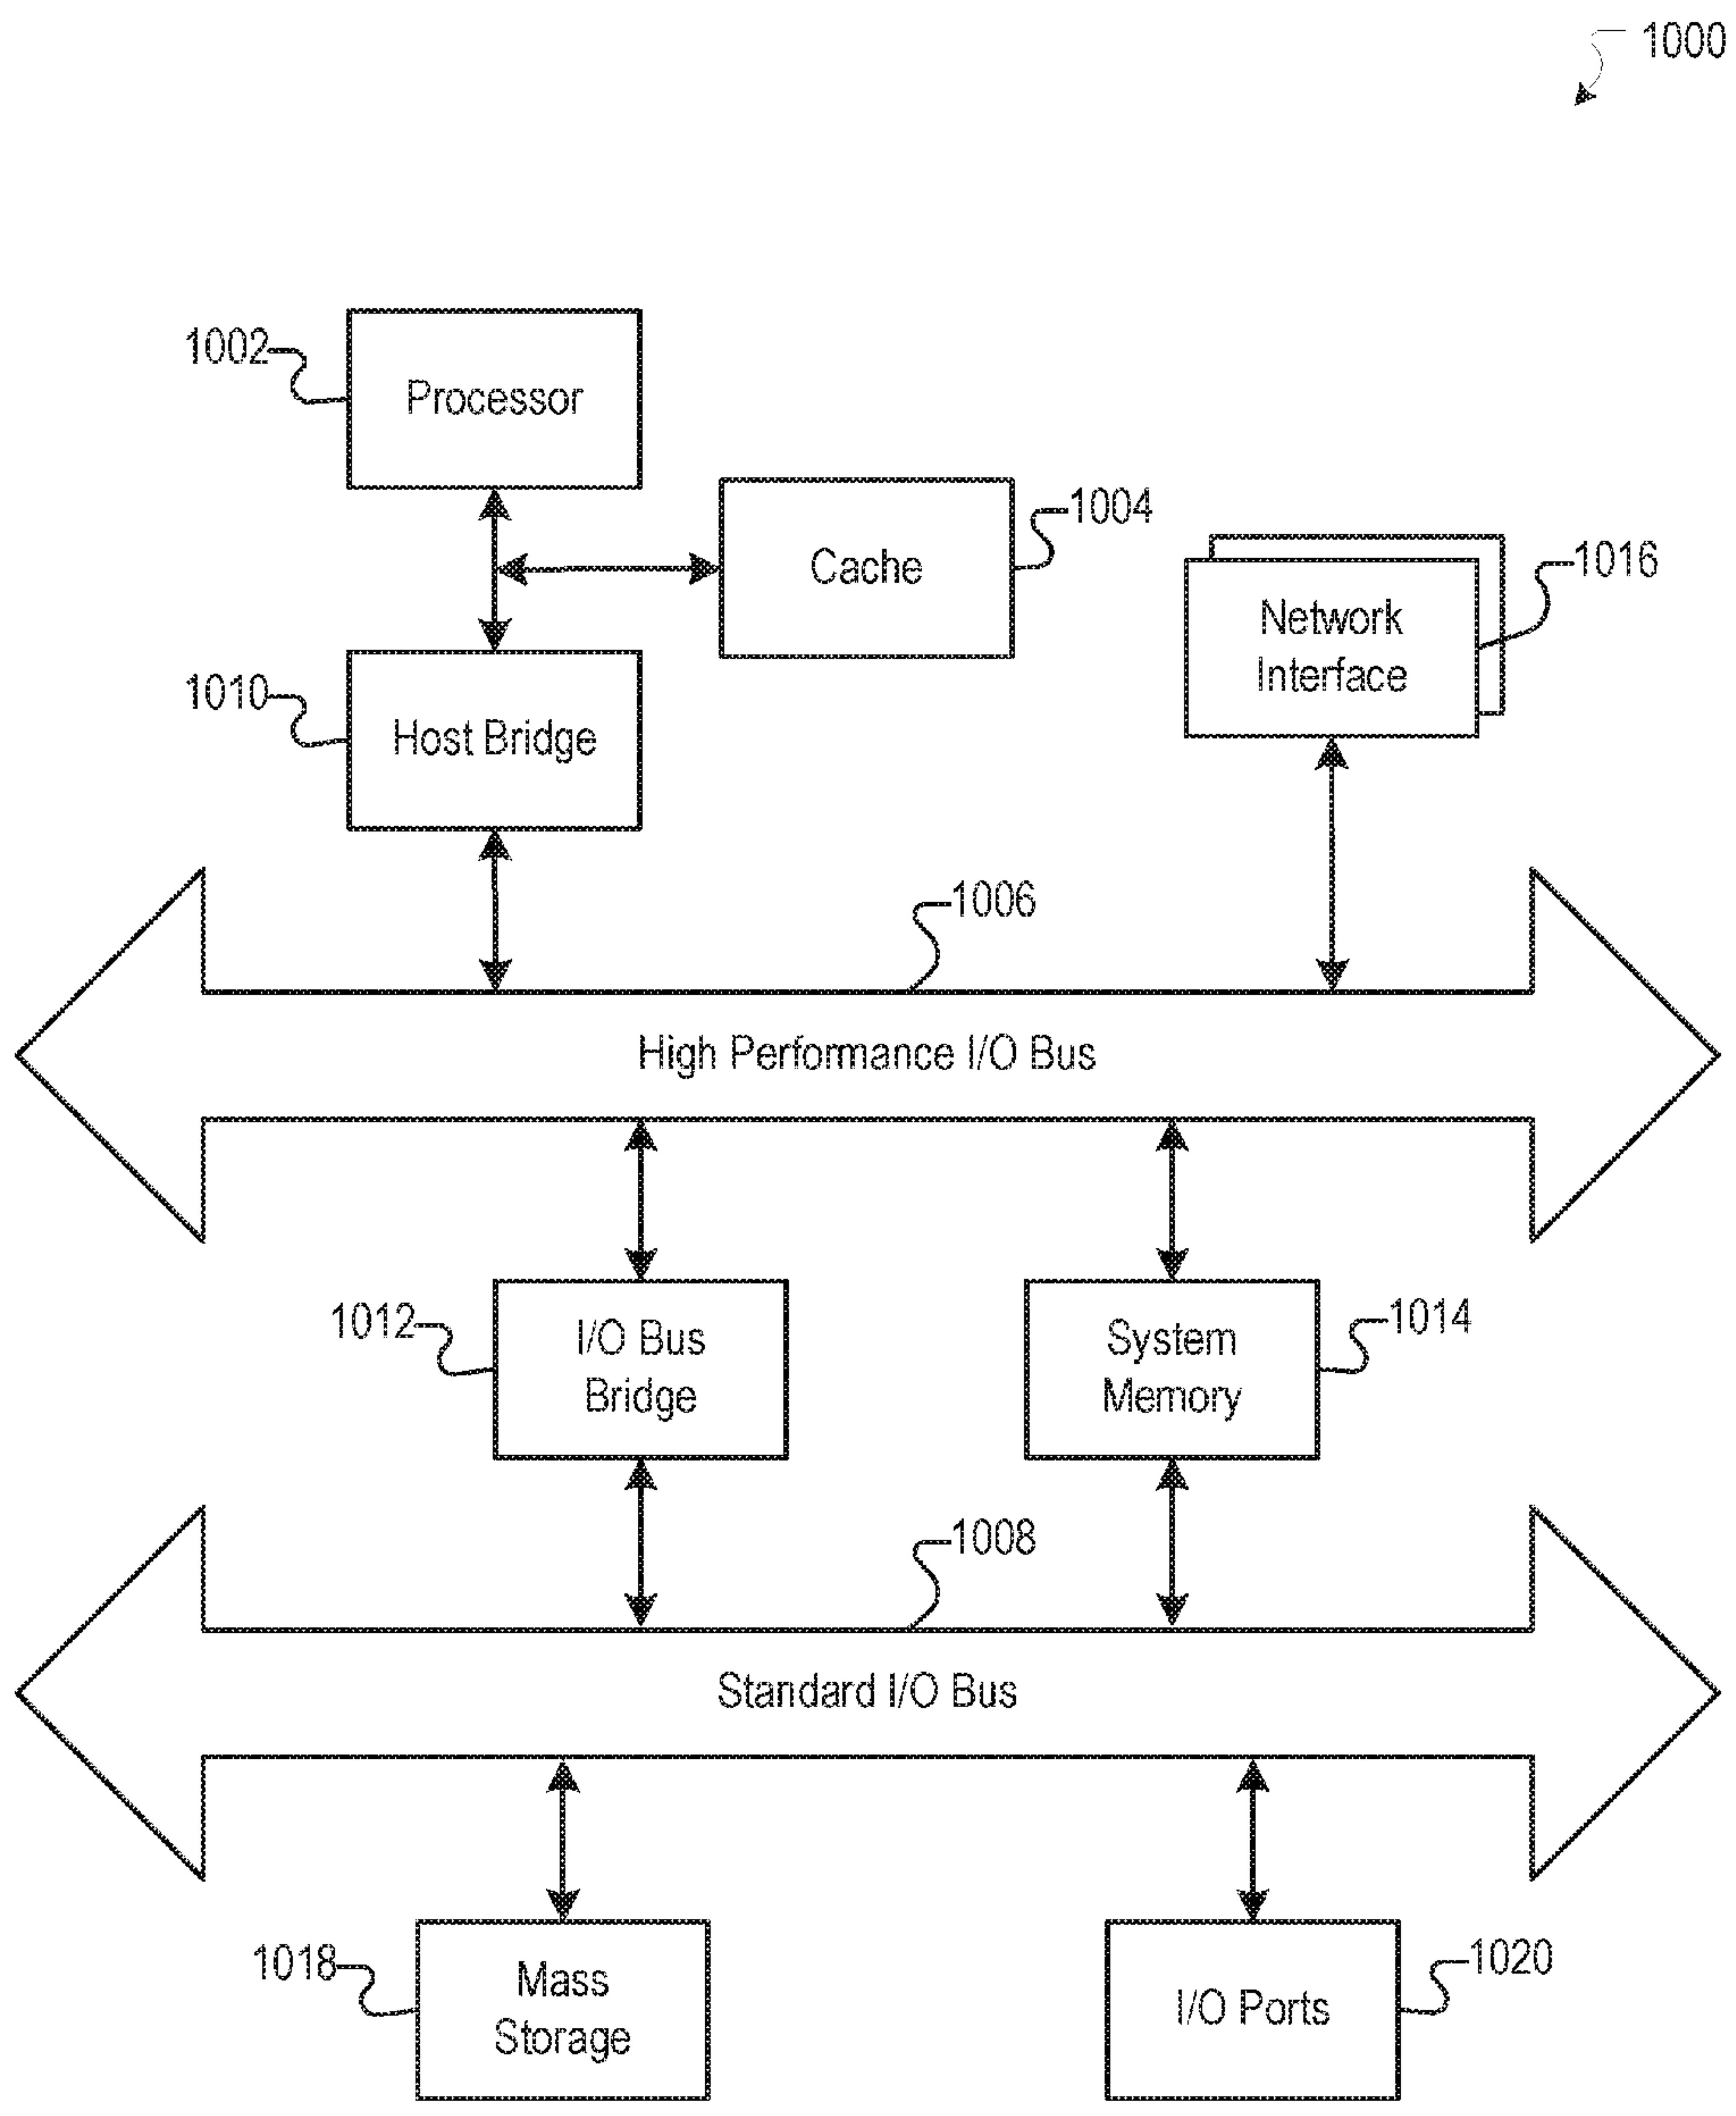 1000
1002
Processor
1004
Cache
1016
Network
Interface
1010
Host Bridge
1006
High Performance I/O Bus
1012
I/O Bus
Bridge
1014
System
Memory
1008
Standard I/O Bus
1018
Mass
Storage
1020
I/O Ports